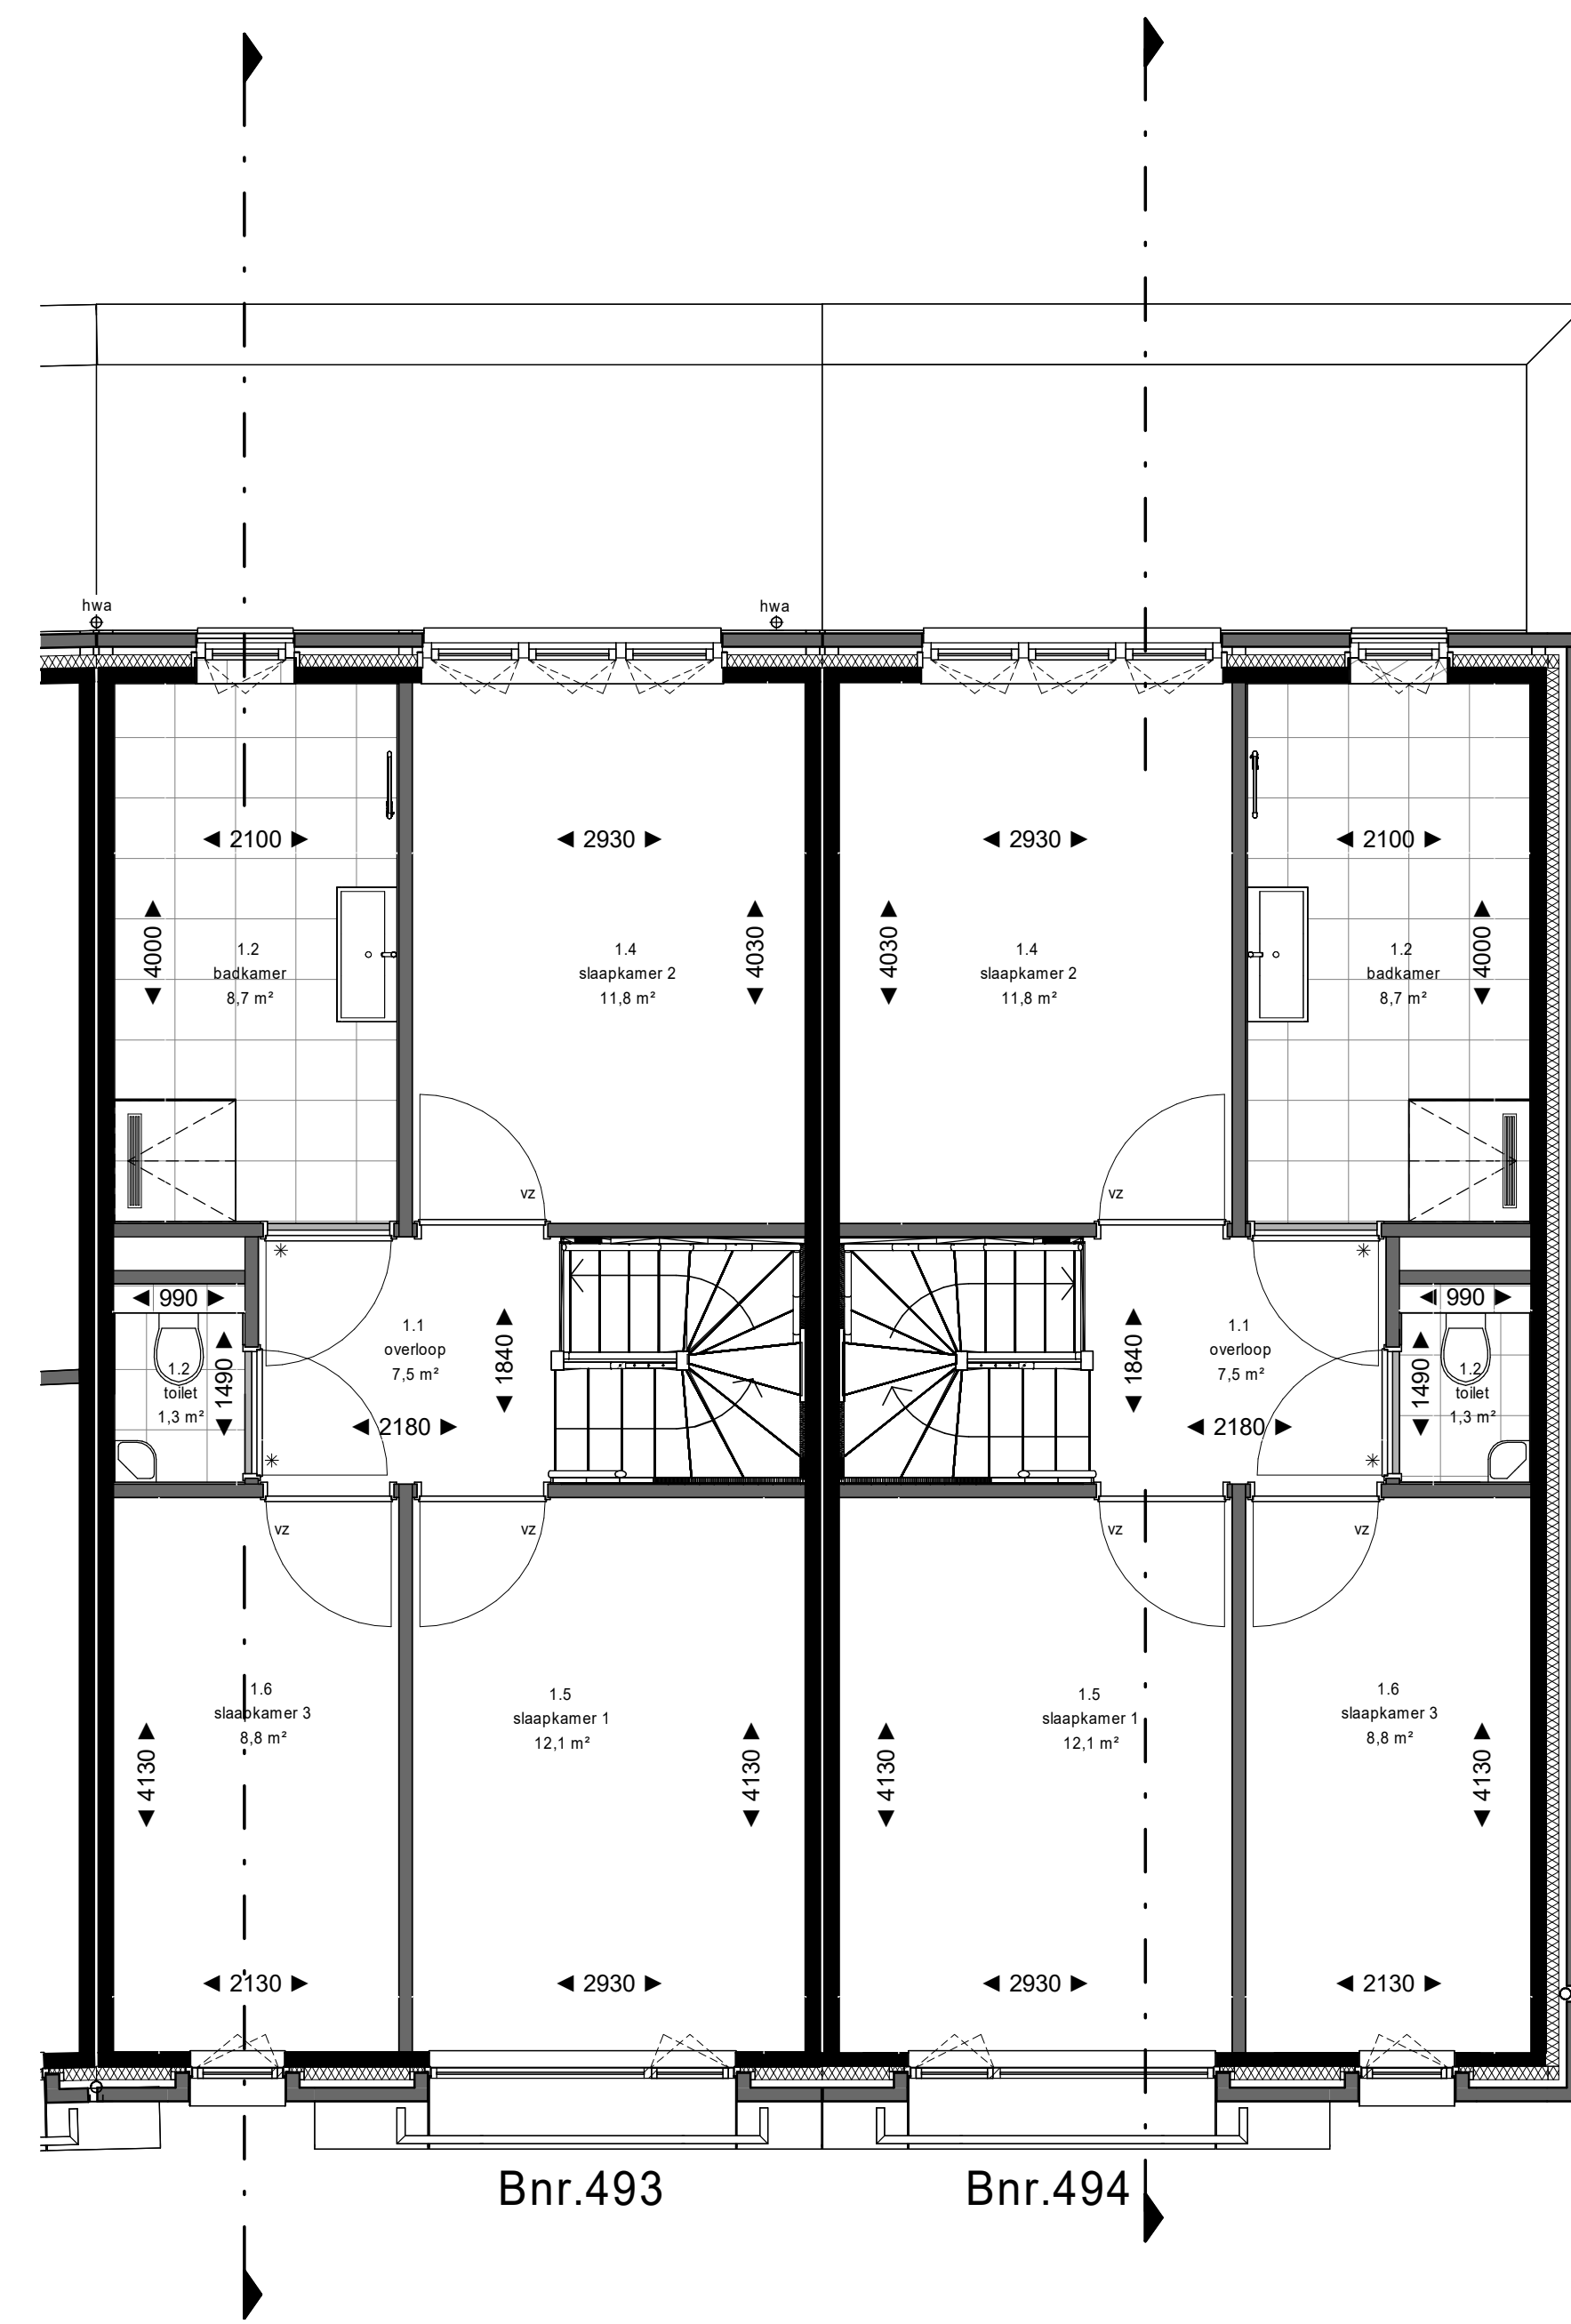 hwa
hwa
2100
2930
2930
2100
4000
4030
4030
4000
1.2
badkamer
8,7 m²
1.4
slaapkamer 2
11,8 m²
1.4
slaapkamer 2
11,8 m²
1.2
badkamer
8,7 m²
vz
vz
990
990
1.1
overloop
7,5 m²
1840
1840
1.1
overloop
7,5 m²
1.2
toilet
1,3 m²
1490
1490
1.2
toilet
1,3 m²
2180
2180
vz
vz
vz
vz
1.6
slaapkamer 3
8,8 m²
1.5
slaapkamer 1
12,1 m²
1.5
slaapkamer 1
12,1 m²
1.6
slaapkamer 3
8,8 m²
4130
4130
4130
4130
2130
2930
2930
2130
Bnr.493
Bnr.494